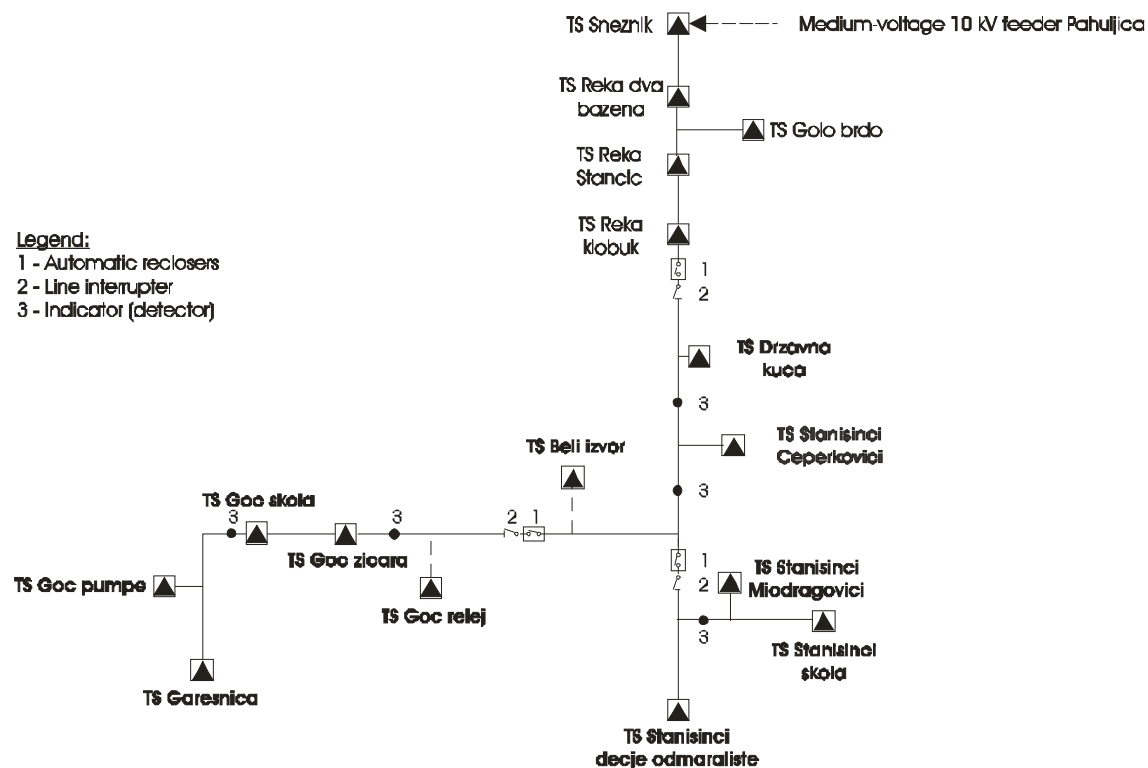 TS Sneznik
Medium-voltage 10 kV feeder Pahuljica
TS Reka dva
bazena
TS Golo brdo
TS Reka
Stancic
TS Reka
klobuk
Legend:
1 - Automatic reclosers
2 - Line interrupter
3 - Indicator (detector)
1
2
TS Drzavna
kuca
3
TS Stanisinci
Ceperkovici
TS Beli izvor
3
TS Goc skola
3
3
2
1
TS Goc zicara
1
2
TS Stanisinci
Miodragovici
TS Goc pumpe
TS Goc relej
3
TS Stanisinci
skola
TS Garesnica
TS Stanisinci
decje odmaraliste